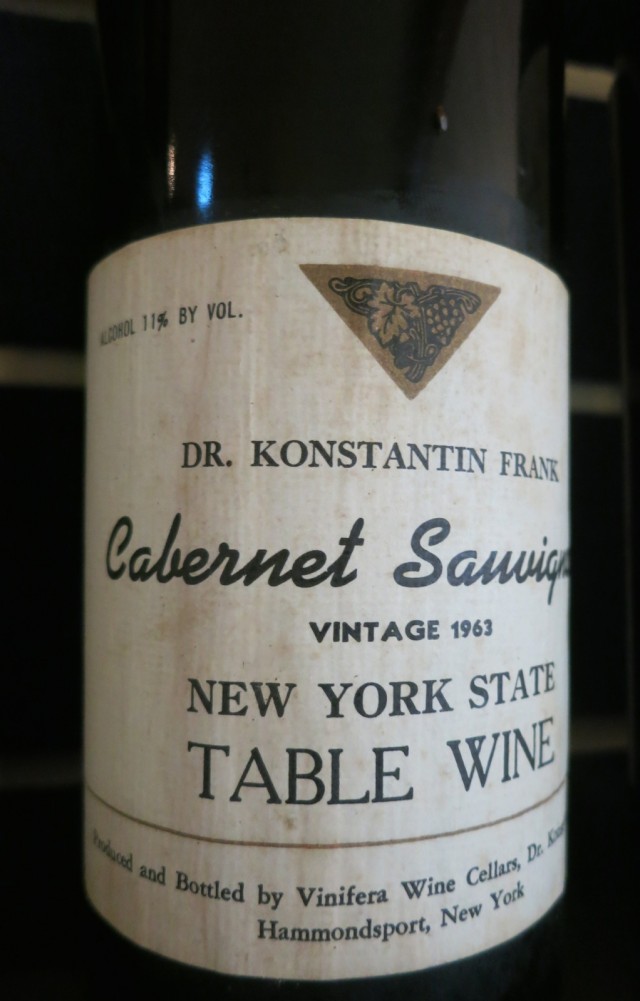 ALCOHOL 11% BY VOL.
DR. KONSTANTIN FRANK
Cabernet Sauvign
VINTAGE 1963
NEW YORK STATE
TABLE WINE
Produced and Bottled by Vinifera Wine Cellars, Dr.
Hammondsport, New York